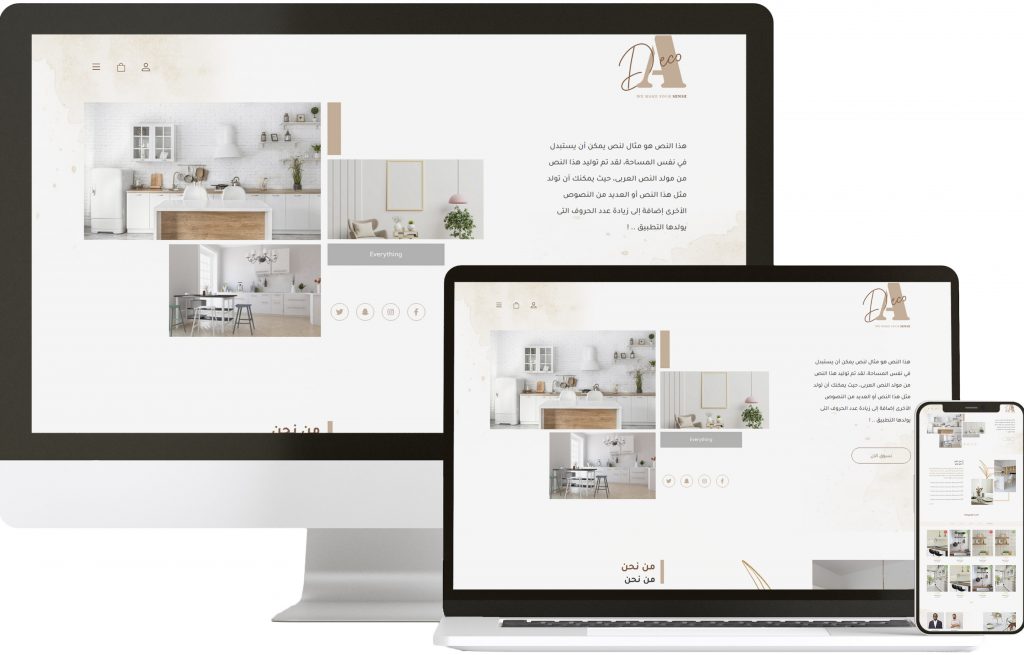 A
Deco
WE MAKE YOUR SENSE
هذا النص هو مثال لنص يمكن أن يستبدل
في نفس المساحة، لقد تم توليد هذا النص
من مولد النص العربى، حيث يمكنك أن تولد
مثل هذا النص أو العديد من النصوص
الأخرى إضافة إلى زيادة عدد الحروف التى
يولدها التطبيق .. !
Everything
من نحن
A
Deco
WE MAKE YOUR SENSE
هذا النص هو مثال لنص يمكن أن يستبدل
في نفس المساحة، لقد تم توليد هذا النص
من مولد النص العربى، حيث يمكنك أن تولد
مثل هذا النص أو العديد من النصوص
الأخرى إضافة إلى زيادة عدد الحروف التى
يولدها التطبيق .. !
تسوق الان
Everything
من نحن
من نحن